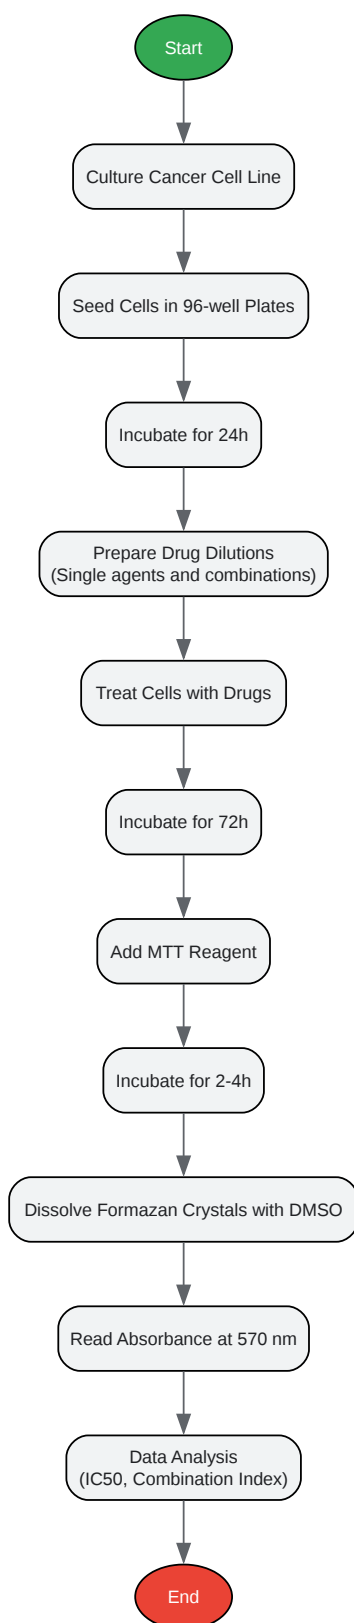 Start
Culture Cancer Cell Line
Seed Cells in 96-well Plates
Incubate for 24h
Prepare Drug Dilutions
(Single agents and combinations)
Treat Cells with Drugs
Incubate for 72h
Add MTT Reagent
Incubate for 2-4h
Dissolve Formazan Crystals with DMSO
Read Absorbance at 570 nm
Data Analysis
(IC50, Combination Index)
End